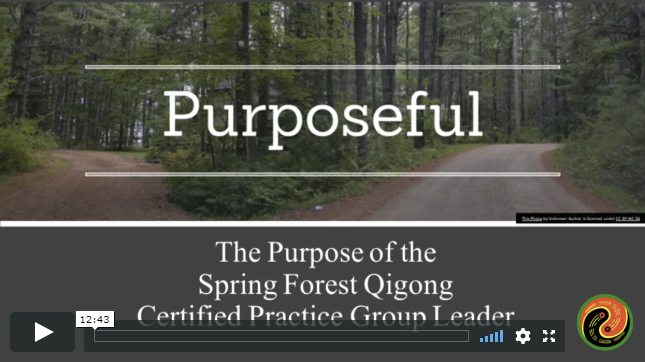 Purposeful
This Photo by Unknown Author is licensed under CC BY-NC-SA
The Purpose of the
Spring Forest Qigong
Certified Practice Group Leader
12:43